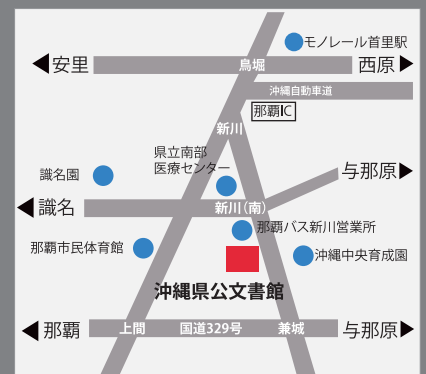 モノレール首里駅
安里
鳥堀
西原
沖縄自動車道
那覇IC
新川
県立南部
医療センター
識名園
与那原
識名
新川(南)
那覇バス新川営業所
那覇市民体育館
沖縄中央育成園
沖縄県公文書館
那覇
上間
国道329号
兼城
与那原